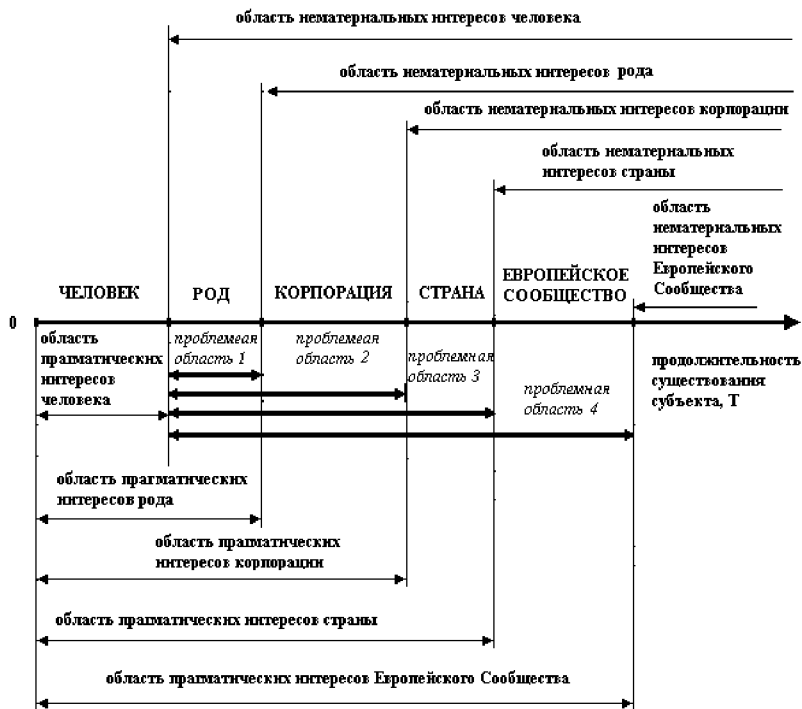 область нематериальных интересов человека
область нематериальных интересов рода
область нематериальных интересов корпорации
область нематериальных
интересов страны
область
нематериальных
интересов
Европейского
Сообщества
ЧЕЛОВЕК
РОД
КОРПОРАЦИЯ
СТРАНА
ЕВРОПЕЙСКОЕ
СООБЩЕСТВО
0
область
прагматических
интересов
человека
проблемеая
область 1
проблемеая
область 2
проблемная
область 3
проблемная
область 4
продолжительность
существования
субъекта, Т
область прагматических
интересов рода
область прагматических
интересов корпорации
область прагматических интересов страны
область прагматических интересов Европейского Сообщества